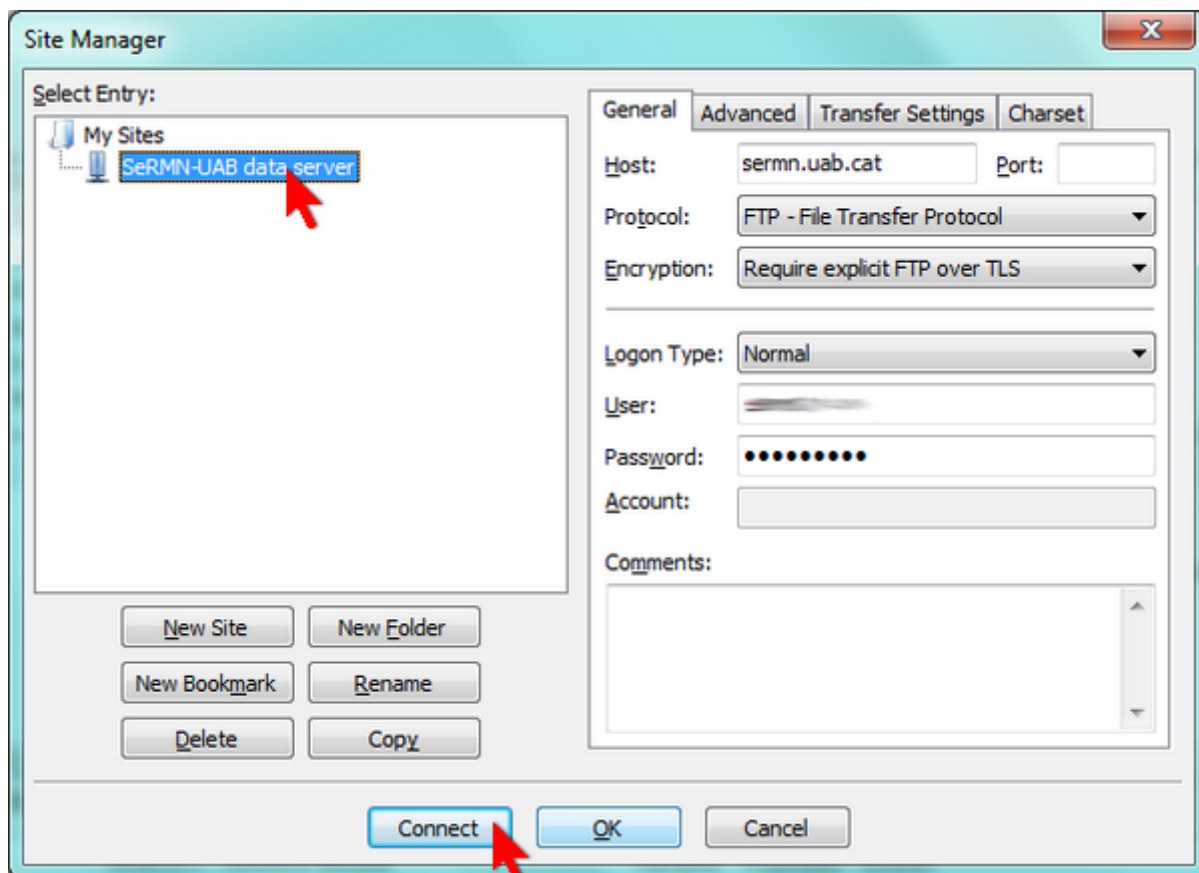 Site Manager
Select Entry:
My Sites
SeRMN-UAB data server
New Site New Folder
New Bookmark Rename
Delete Copy
General Advanced Transfer Settings Charset
Host: sermn.uab.cat Port:
Protocol: FTP - File Transfer Protocol
Encryption: Require explicit FTP over TLS
Logon Type: Normal
User:
Password: •••••••••
Account:
Comments:
Connect OK Cancel